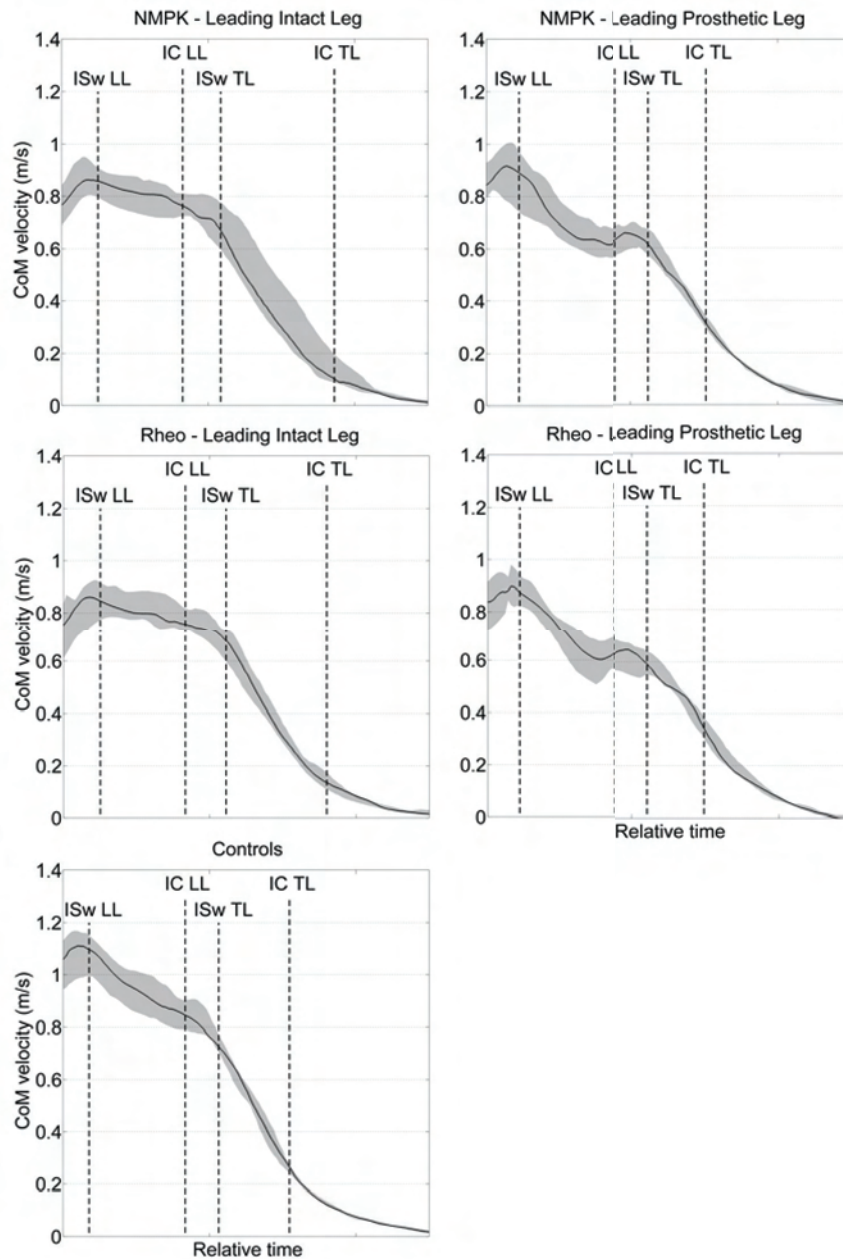 NMPK - Leading Intact Leg
1.4
IC LL
IC TL
ISw LL
ISw TL
1.2
1
0.8
0.6
0.4
0.2
0
CoM velocity (m/s)
NMPK - Leading Prosthetic Leg
1.4
IC LL
IC TL
ISw LL
ISw TL
1.2
1
0.8
0.6
0.4
0.2
0
Rheo - Leading Intact Leg
1.4
IC LL
IC TL
ISw LL
ISw TL
1.2
1
0.8
0.6
0.4
0.2
0
CoM velocity (m/s)
Rheo - Leading Prosthetic Leg
1.4
IC LL
IC TL
ISw LL
ISw TL
1.2
1
0.8
0.6
0.4
0.2
0
Relative time
Controls
1.4
IC LL
IC TL
ISw LL
ISw TL
1.2
1
0.8
0.6
0.4
0.2
0
CoM velocity (m/s)
Relative time